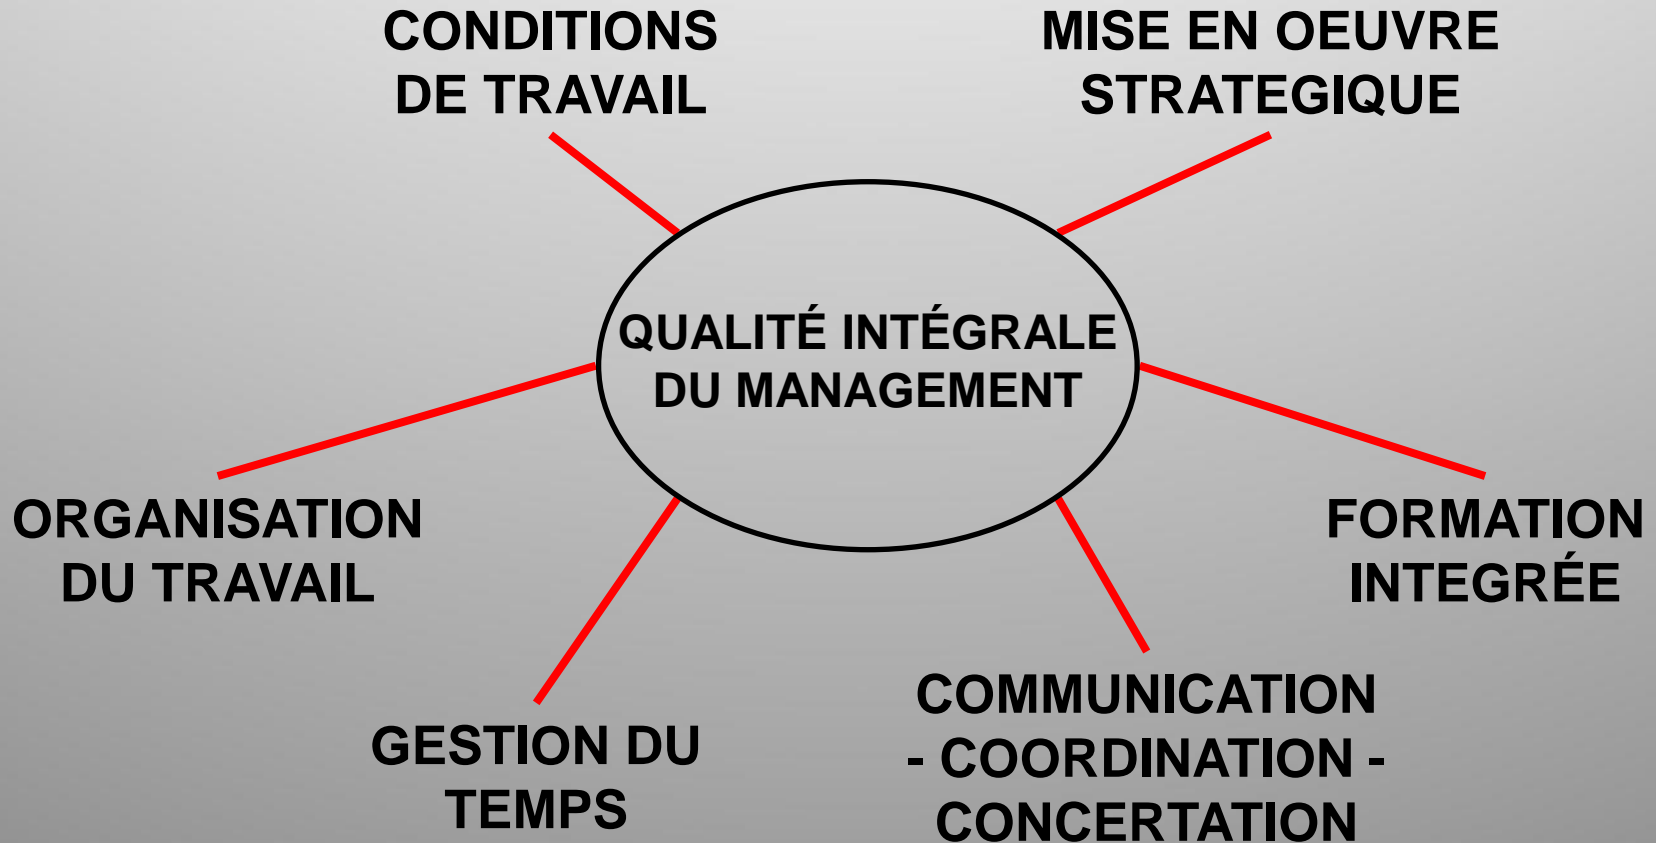 CONDITIONS
DE TRAVAIL
MISE EN OEUVRE
STRATEGIQUE
QUALITÉ INTÉGRALE
DU MANAGEMENT
ORGANISATION
DU TRAVAIL
FORMATION
INTEGRÉE
GESTION DU
TEMPS
COMMUNICATION
- COORDINATION -
CONCERTATION